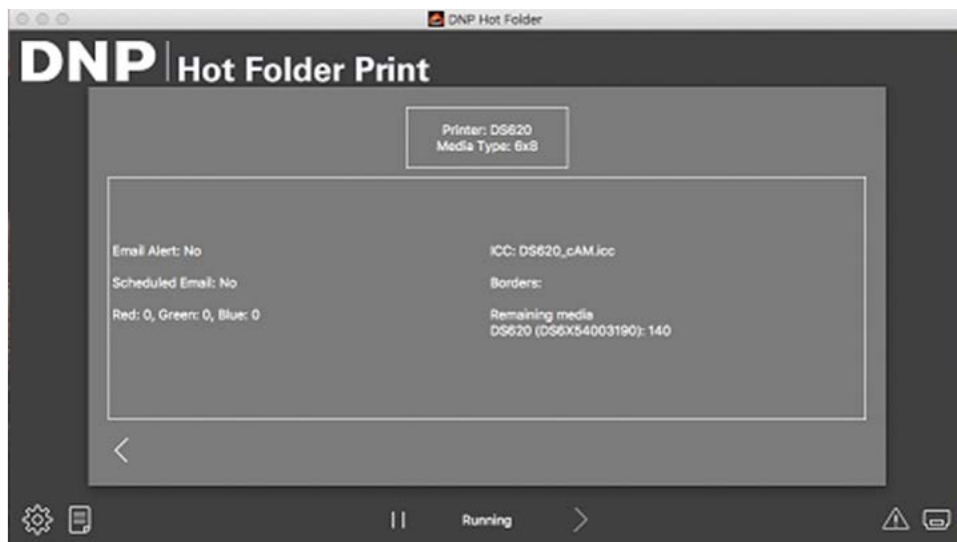 DNP Hot Folder
DNP Hot Folder Print
Printer: DS620
Media Type: 6x8
Email Alert: No
Scheduled Email: No
Red: 0, Green: 0, Blue: 0
ICC: DS620_cAM.icc
Borders:
Remaining media
DS620 (DS6X54003190): 140
Running